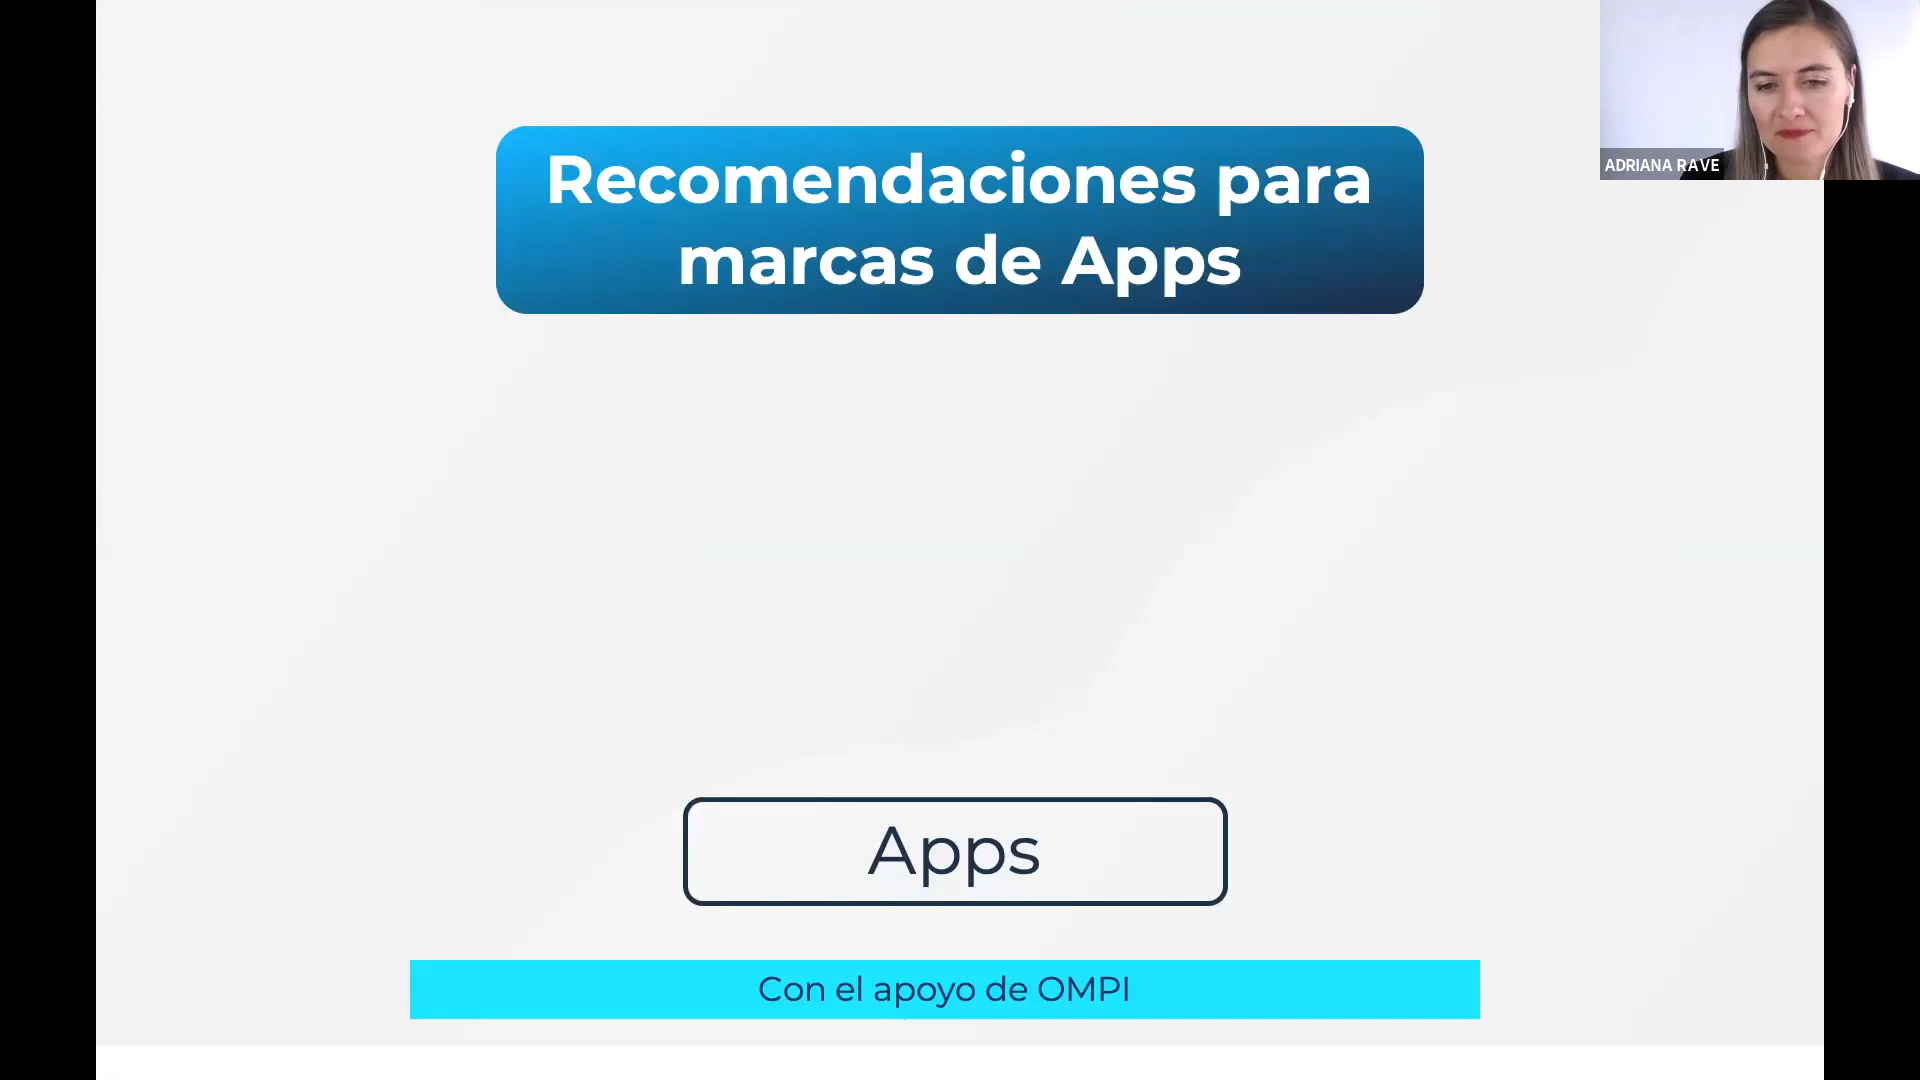 Recomendaciones para
marcas de Apps
ADRIANA RAVE
Apps
Con el apoyo de OMPI